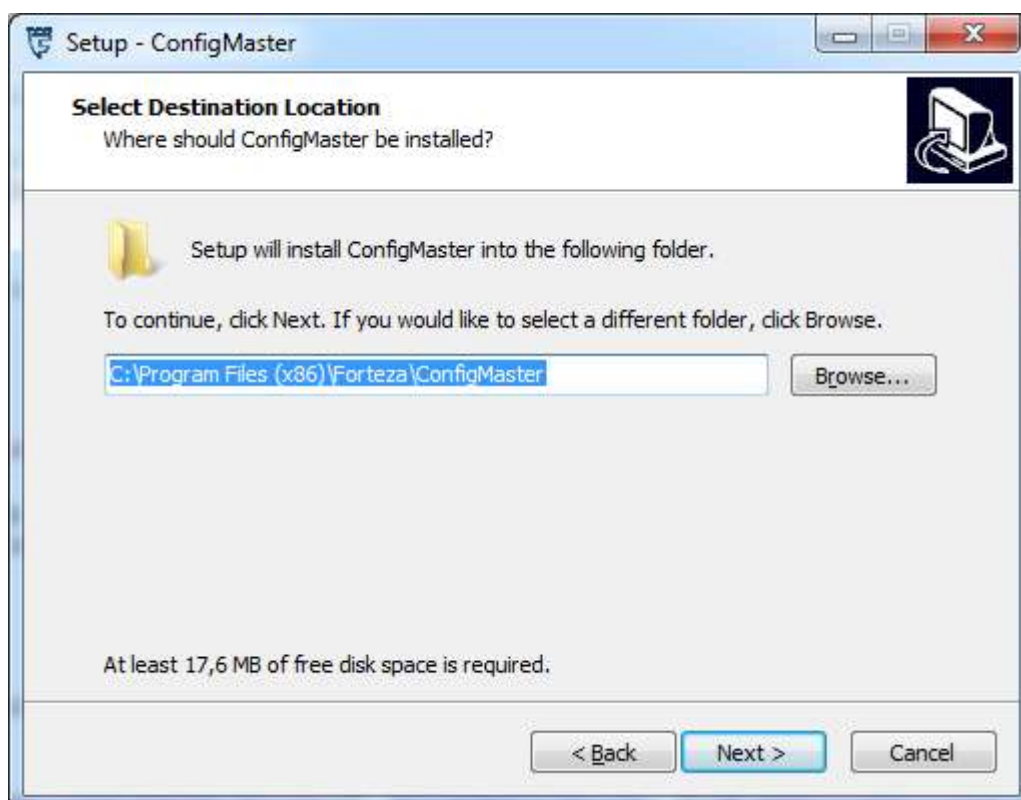 Setup - ConfigMaster
Select Destination Location
Where should ConfigMaster be installed?
Setup will install ConfigMaster into the following folder.
To continue, click Next. If you would like to select a different folder, click Browse.
C:\Program Files (x86)\Forteza\ConfigMaster
Browse...
At least 17,6 MB of free disk space is required.
< Back
Next >
Cancel